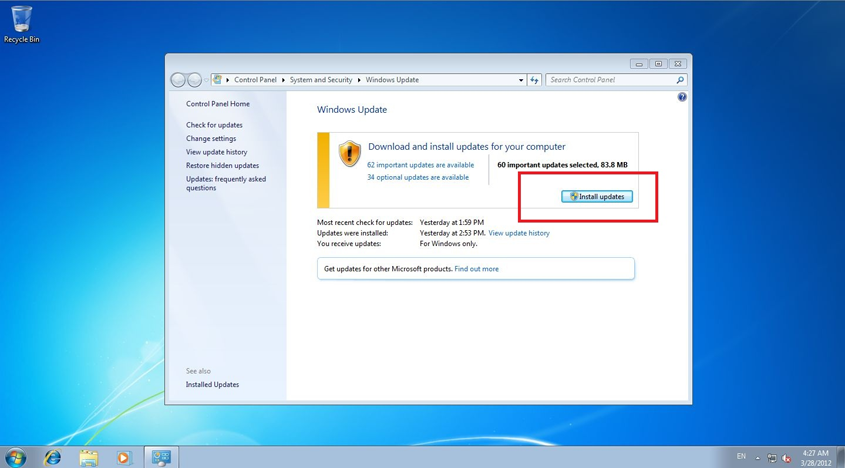 Recycle Bin
Control Panel
System and Security
Windows Update
Search Control Panel
Control Panel Home
Check for updates
Change settings
View update history
Restore hidden updates
Updates: frequently asked
questions
See also
Installed Updates
Windows Update
Download and install updates for your computer
62 important updates are available
34 optional updates are available
60 important updates selected, 83.8 MB
Install updates
Most recent check for updates: Yesterday at 1:59 PM
Updates were installed: Yesterday at 2:53 PM. View update history
You receive updates: For Windows only.
Get updates for other Microsoft products. Find out more
EN
4:27 AM
3/28/2012